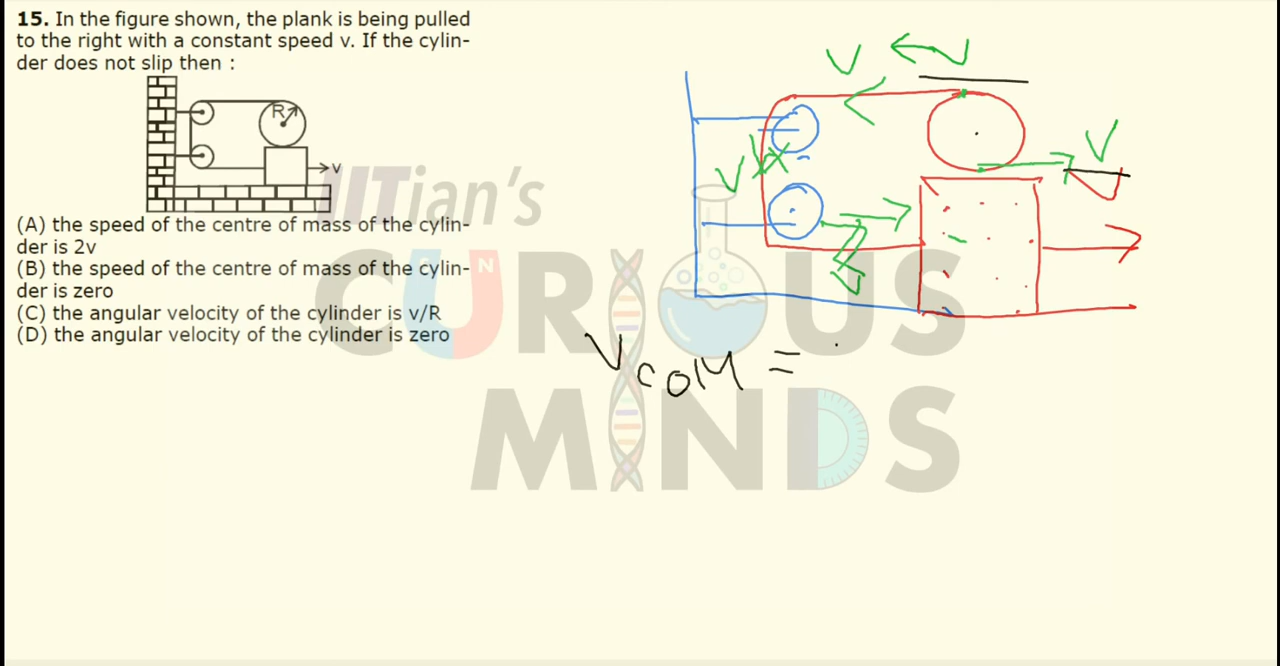 15. In the figure shown, the plank is being pulled
to the right with a constant speed v. If the cylin-
der does not slip then :
R
v
(A) the speed of the centre of mass of the cylin-
der is 2v
(B) the speed of the centre of mass of the cylin-
der is zero
(C) the angular velocity of the cylinder is v/R
(D) the angular velocity of the cylinder is zero
IITian's
CURIOUS
MINDS
N
V
V
V
V
VCOM =